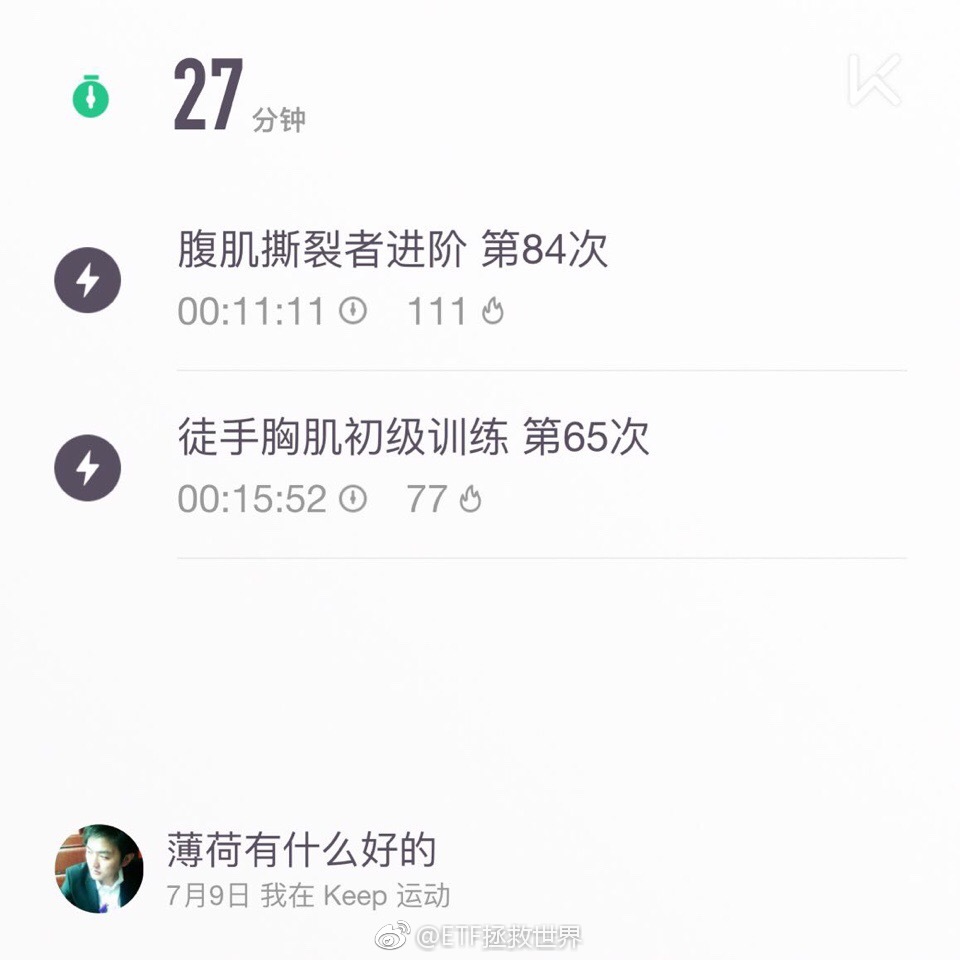 27 分钟
腹肌撕裂者进阶 第84次
00:11:11 111
徒手胸肌初级训练 第65次
00:15:52 77
薄荷有什么好的
7月9日 我在 Keep 运动
@ETF拯救世界